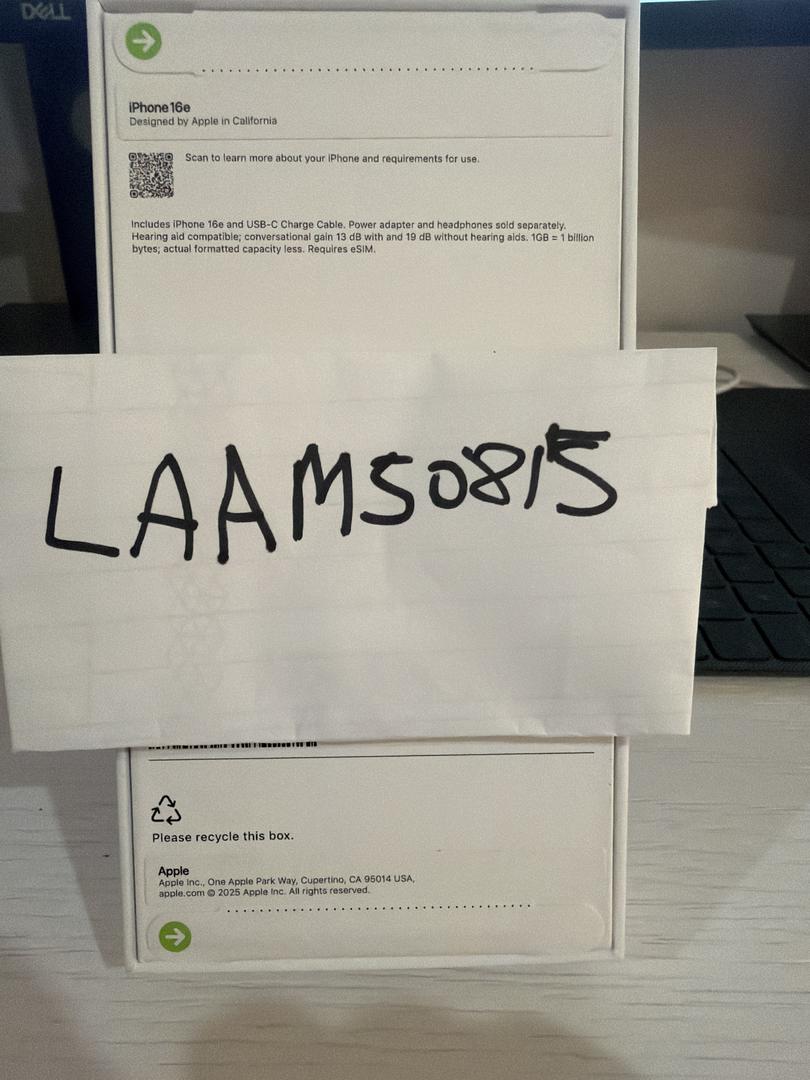 DELL
iPhone 16e
Designed by Apple in California
Scan to learn more about your iPhone and requirements for use.
Includes iPhone 16e and USB-C Charge Cable. Power adapter and headphones sold separately.
Hearing aid compatible; conversational gain 13 dB with and 19 dB without hearing aids. 1GB = 1 billion
bytes; actual formatted capacity less. Requires eSIM.
LAAMS0815
Please recycle this box.
Apple
Apple Inc., One Apple Park Way, Cupertino, CA 95014 USA,
apple.com © 2025 Apple Inc. All rights reserved.